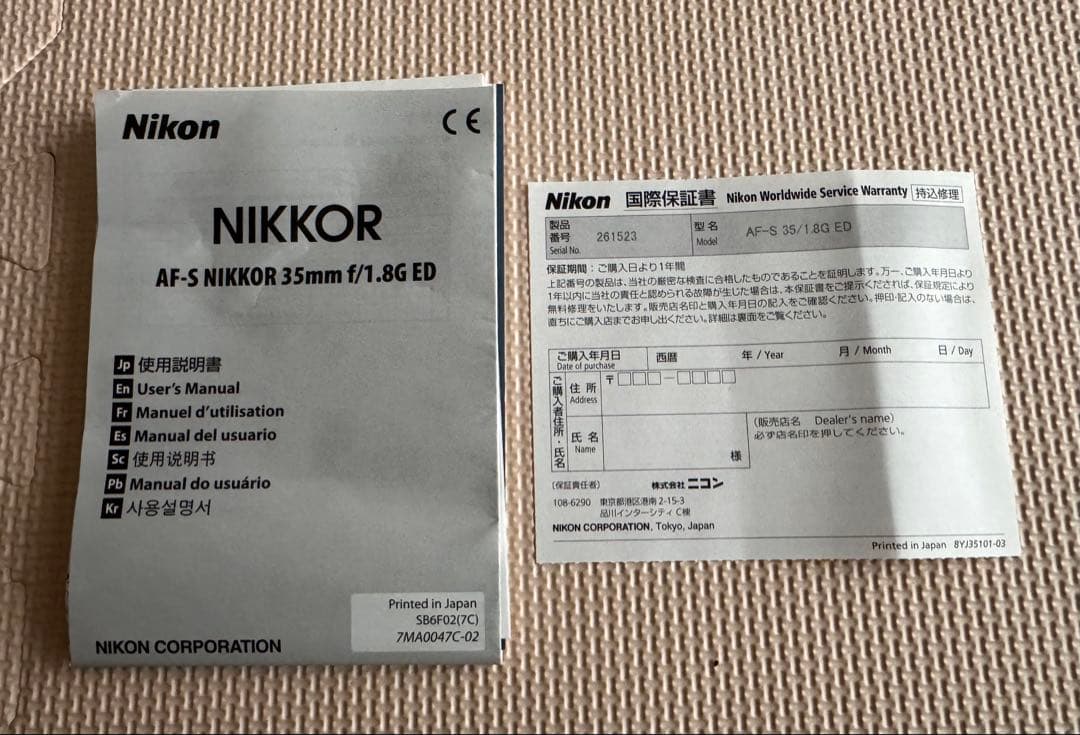 Nikon
CE
NIKKOR
AF-S NIKKOR 35mm f/1.8G ED
Jp 使用説明書
En User's Manual
Fr Manuel d'utilisation
Es Manual del usuario
Sc 使用说明书
Pb Manual do usuário
Kr 사용설명서
Printed in Japan
SB6F02(7C)
7MA0047C-02
NIKON CORPORATION
Nikon 国際保証書 Nikon Worldwide Service Warranty 持込修理
製品番号 Serial No. 261523 型名 Model AF-S 35/1.8G ED
保証期間：ご購入日より1年間
上記番号の製品は、当社の厳密な検査に合格したものであることを証明します。万一、ご購入年月日より
1年以内に当社の責任と認められる故障が生じた場合は、本保証書をご提示くだされば、保証規定により
無料修理をいたします。販売店名印と購入年月日の記入をご確認ください。押印・記入のない場合は、
直ちにご購入店までお申し出ください。詳細は裏面をご覧ください。
ご購入年月日 Date of purchase 西暦 年 / Year 月 / Month 日 / Day
ご購入者住所・氏名
住所 Address 〒 -
氏名 Name 様
(販売店名 Dealer's name)
必ず店名印を押してください。
(保証責任者) 株式会社 ニコン
108-6290 東京都港区港南2-15-3
品川インターシティC棟
NIKON CORPORATION, Tokyo, Japan
Printed in Japan 8YJ35101-03